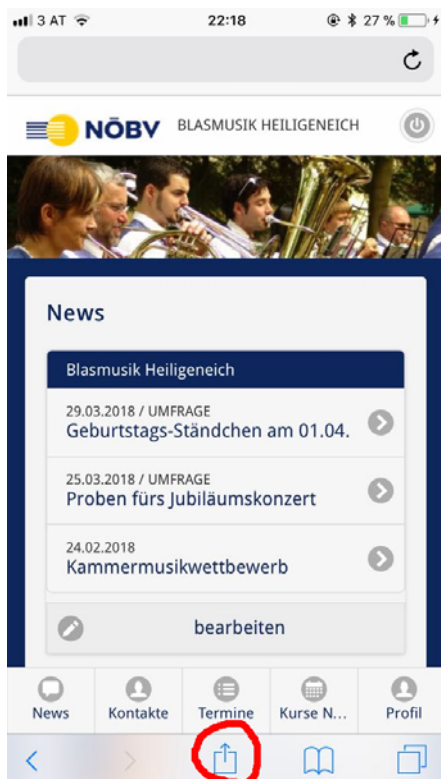 3 AT 22:18 27 %
NÖBV BLASMUSIK HEILIGENEICH
News
Blasmusik Heiligeneich
29.03.2018 / UMFRAGE
Geburtstags-Ständchen am 01.04.
25.03.2018 / UMFRAGE
Proben fürs Jubiläumskonzert
24.02.2018
Kammermusikwettbewerb
bearbeiten
News Kontakte Termine Kurse N... Profil